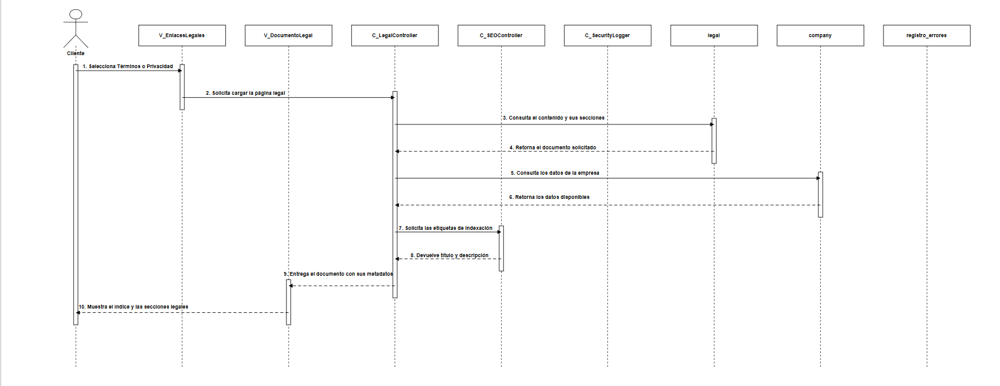 V_EnlacesLegales
V_DocumentoLegal
C_LegalController
C_SEOController
C_SecurityLogger
legal
company
registro_errores
Cliente
1. Selecciona Términos o Privacidad
2. Solicita cargar la página legal
3. Consulta el contenido y sus secciones
4. Retorna el documento solicitado
5. Consulta los datos de la empresa
6. Retorna los datos disponibles
7. Solicita las etiquetas de indexación
8. Devuelve título y descripción
9. Entrega el documento con sus metadatos
10. Muestra el índice y las secciones legales